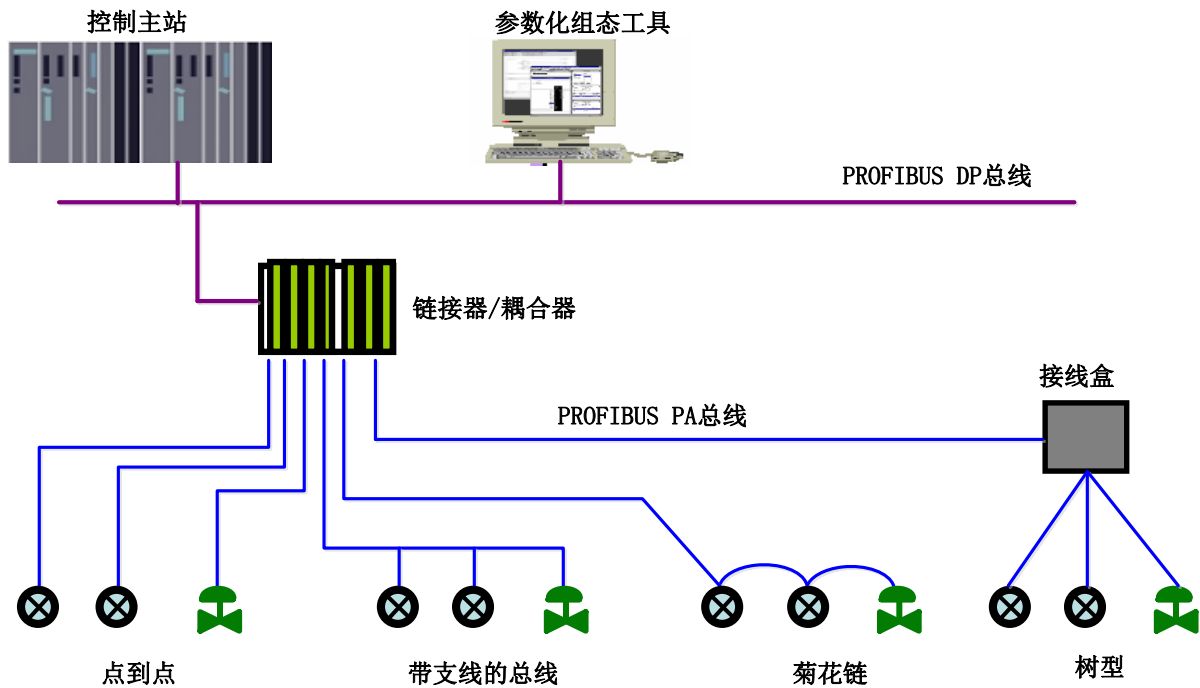 控制主站
参数化组态工具
PROFIBUS DP总线
链接器/耦合器
接线盒
PROFIBUS PA总线
点到点
带支线的总线
菊花链
树型